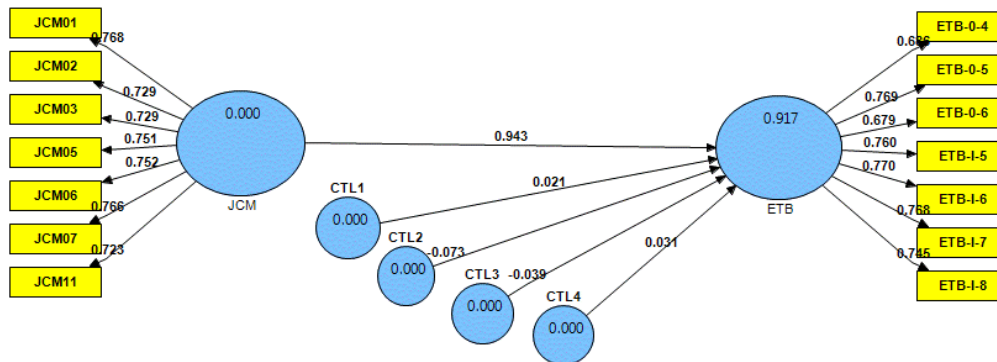 JCM01
JCM02
JCM03
JCM05
JCM06
JCM07
JCM11
0.768
0.729
0.729
0.751
0.752
0.766
0.723
0.000
JCM
0.943
CTL1
0.000
0.021
CTL2
0.000
-0.073
CTL3
0.000
-0.039
CTL4
0.000
0.031
0.917
ETB
0.686
0.769
0.679
0.760
0.770
0.768
0.745
ETB-0-4
ETB-0-5
ETB-0-6
ETB-I-5
ETB-I-6
ETB-I-7
ETB-I-8